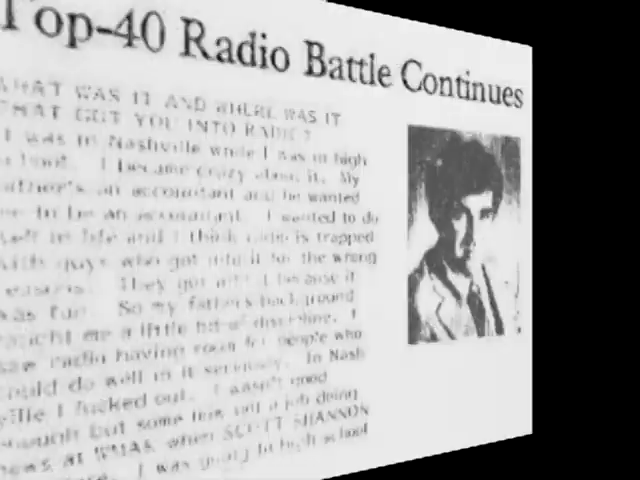 Top-40 Radio Battle Continues
WHAT WAS IT AND WHERE WAS IT
THAT GOT YOU INTO RADIO?
I was in Nashville while I was in high
I became crazy about it. My
father's an accountant and he wanted
me to be an accountant. I wanted to do
well in life and I think radio is trapped
with guys who got into it for the wrong
reasons. They got into it because it
was fun. So my father's background
taught me a little bit of discipline. I
saw radio having room for people who
could do well in it seriously. In Nash
ville I lucked out. I wasn't good
enough but some how got a job doing
news at WMAK when SCOTT SHANNON
I was going to high school